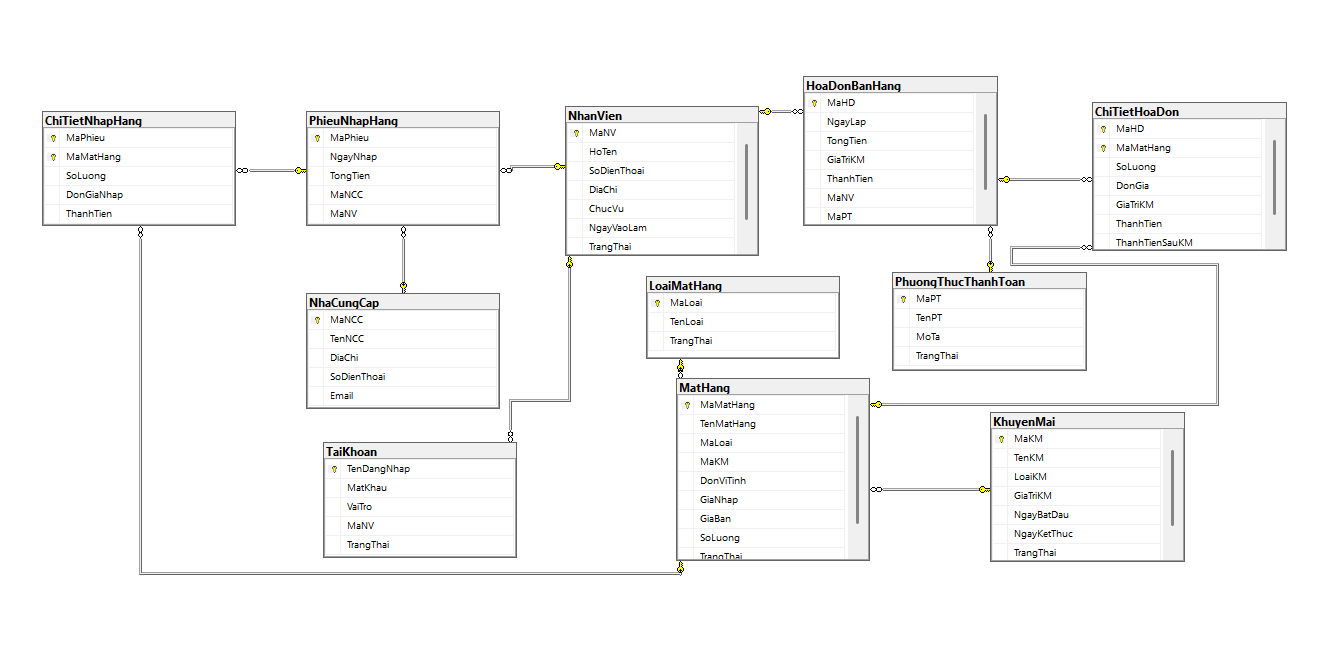 ChiTietNhapHang
MaPhieu
MaMatHang
SoLuong
DonGiaNhap
ThanhTien
PhieuNhapHang
MaPhieu
NgayNhap
TongTien
MaNCC
MaNV
NhanVien
MaNV
HoTen
SoDienThoai
DiaChi
ChucVu
NgayVaoLam
TrangThai
HoaDonBanHang
MaHD
NgayLap
TongTien
GiaTriKM
ThanhTien
MaNV
MaPT
ChiTietHoaDon
MaHD
MaMatHang
SoLuong
DonGia
GiaTriKM
ThanhTien
ThanhTienSauKM
NhaCungCap
MaNCC
TenNCC
DiaChi
SoDienThoai
Email
LoaiMatHang
MaLoai
TenLoai
TrangThai
PhuongThucThanhToan
MaPT
TenPT
MoTa
TrangThai
TaiKhoan
TenDangNhap
MatKhau
VaiTro
MaNV
TrangThai
MatHang
MaMatHang
TenMatHang
MaLoai
MaKM
DonViTinh
GiaNhap
GiaBan
SoLuong
TrangThai
KhuyenMai
MaKM
TenKM
LoaiKM
GiaTriKM
NgayBatDau
NgayKetThuc
TrangThai